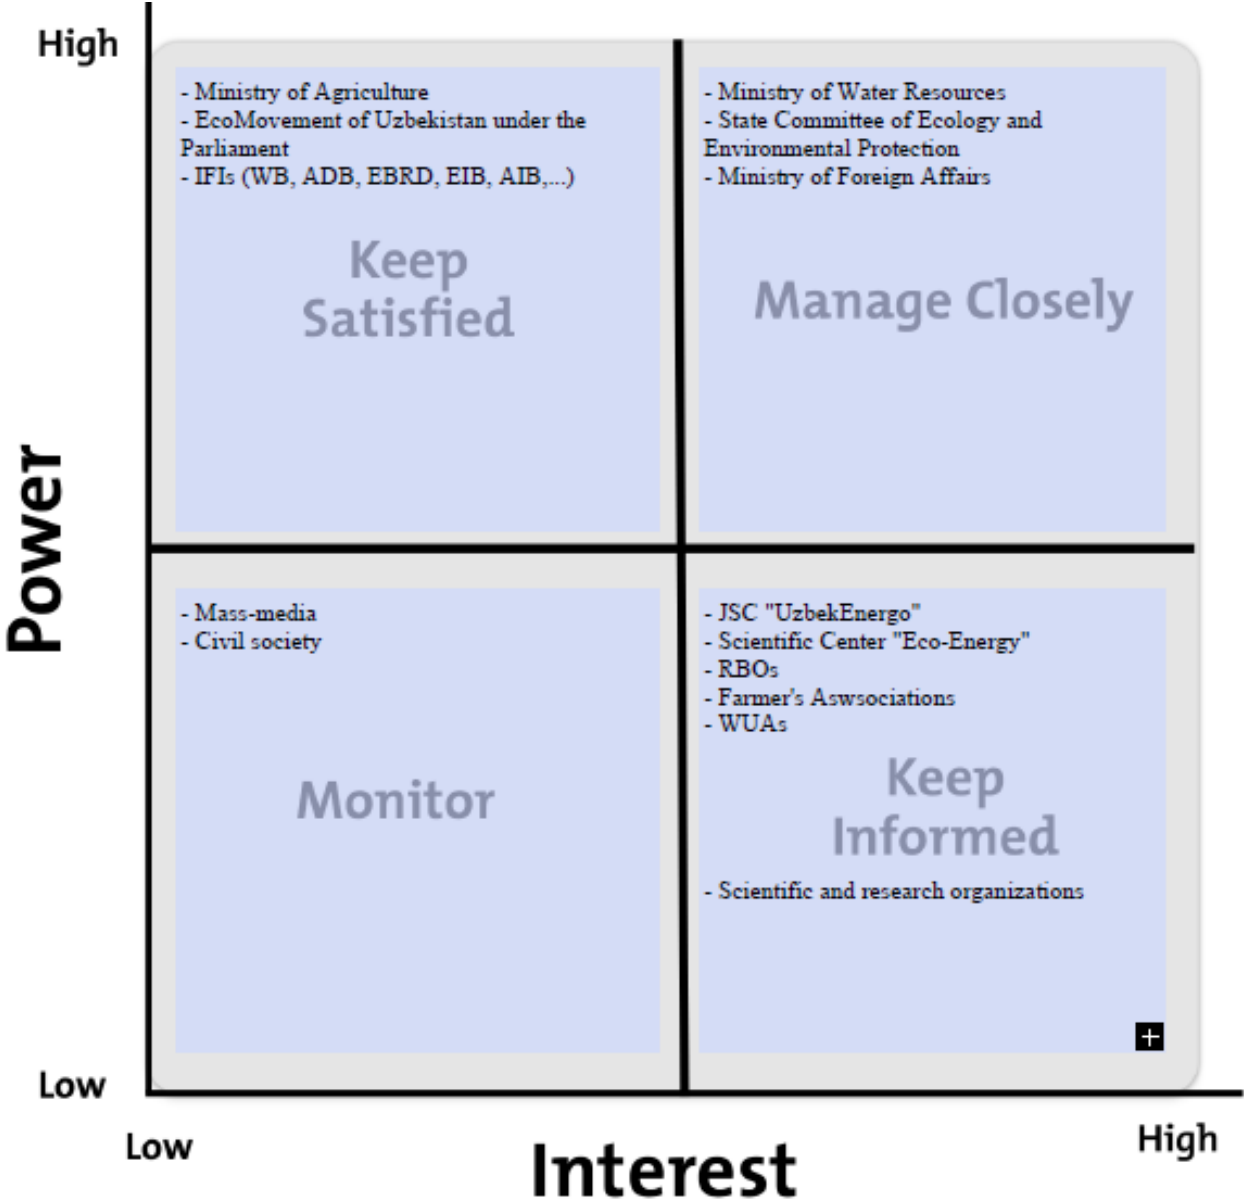 High
- Ministry of Agriculture
- EcoMovement of Uzbekistan under the
Parliament
- IFIs (WB, ADB, EBRD, EIB, AIB,...)
Keep
Satisfied
- Ministry of Water Resources
- State Committee of Ecology and
Environmental Protection
- Ministry of Foreign Affairs
Manage Closely
Power
- Mass-media
- Civil society
Monitor
- JSC "UzbekEnergo"
- Scientific Center "Eco-Energy"
- RBOs
- Farmer's Aswsociations
- WUAs
Keep
Informed
- Scientific and research organizations
+
Low
Low
Interest
High